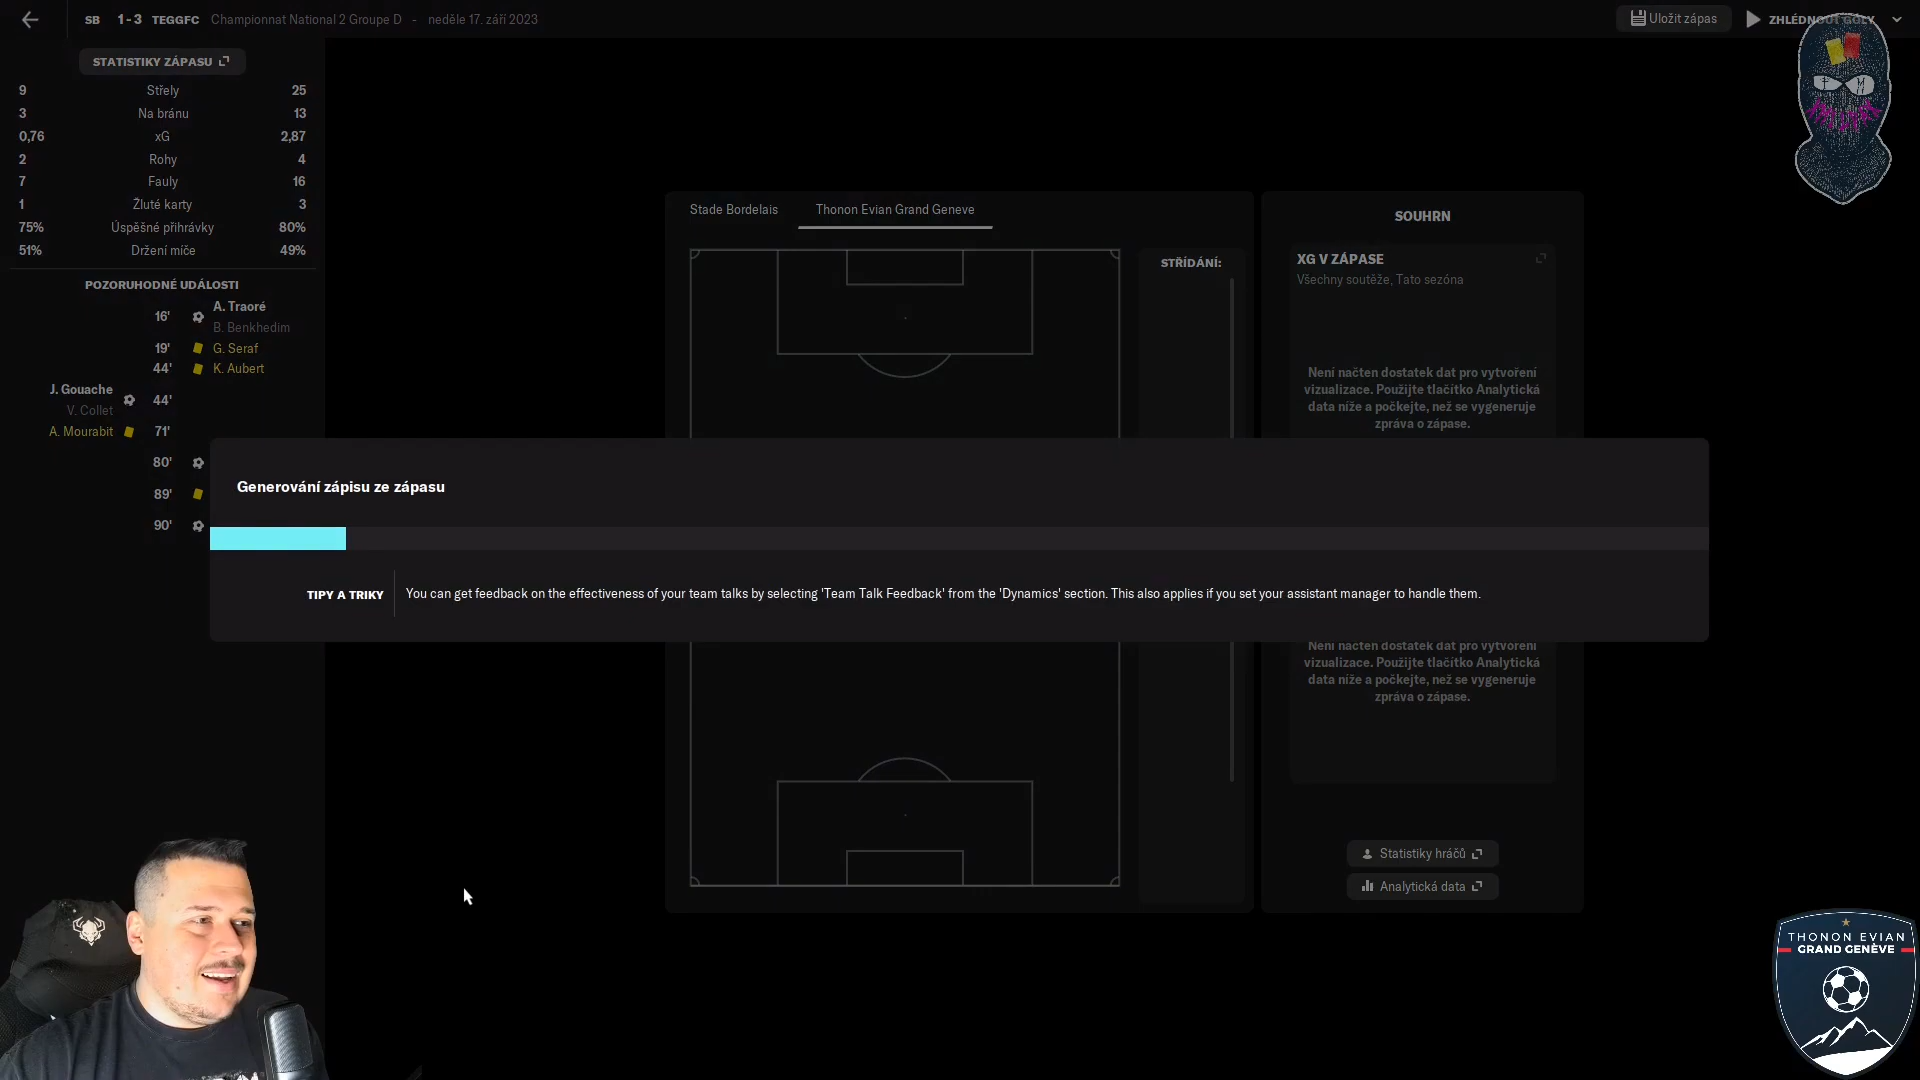 SB 1-3 TEGGFC Championnat National 2 Groupe D - neděle 17. září 2023
Uložit zápas
ZHLÉDNOUT GÓLY
STATISTIKY ZÁPASU
9 Střely 25
3 Na bránu 13
0,76 xG 2,87
2 Rohy 4
7 Fauly 16
1 Žluté karty 3
75% Úspěšné přihrávky 80%
51% Držení míče 49%
POZORUHODNÉ UDÁLOSTI
16' A. Traoré
B. Benkhedim
19' G. Seraf
44' K. Aubert
J. Gouache 44'
V. Collet
A. Mourabit 71'
80'
89'
90'
Stade Bordelais
Thonon Evian Grand Geneve
STŘÍDÁNÍ:
SOUHRN
XG V ZÁPASE
Všechny soutěže, Tato sezóna
Není načten dostatek dat pro vytvoření
vizualizace. Použijte tlačítko Analytická
data níže a počkejte, než se vygeneruje
zpráva o zápase.
Generování zápisu ze zápasu
TIPY A TRIKY
You can get feedback on the effectiveness of your team talks by selecting 'Team Talk Feedback' from the 'Dynamics' section. This also applies if you set your assistant manager to handle them.
Není načten dostatek dat pro vytvoření
vizualizace. Použijte tlačítko Analytická
data níže a počkejte, než se vygeneruje
zpráva o zápase.
Statistiky hráčů
Analytická data
THONON EVIAN
GRAND GENÈVE